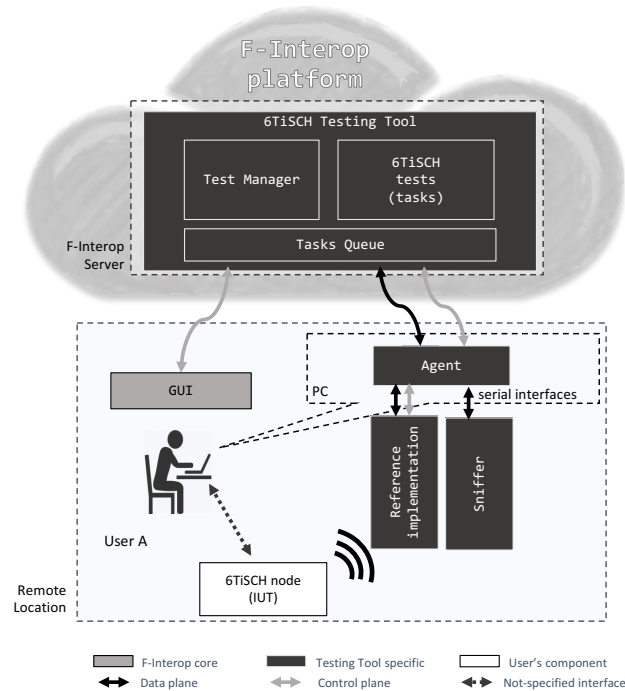 F-Interop
platform
6TiSCH Testing Tool
Test Manager
6TiSCH
tests
(tasks)
Tasks Queue
F-Interop
Server
Agent
PC
serial interfaces
GUI
Reference
implementation
Sniffer
User A
6TiSCH node
(IUT)
Remote
Location
F-Interop core
Testing Tool specific
User's component
Data plane
Control plane
Not-specified interface